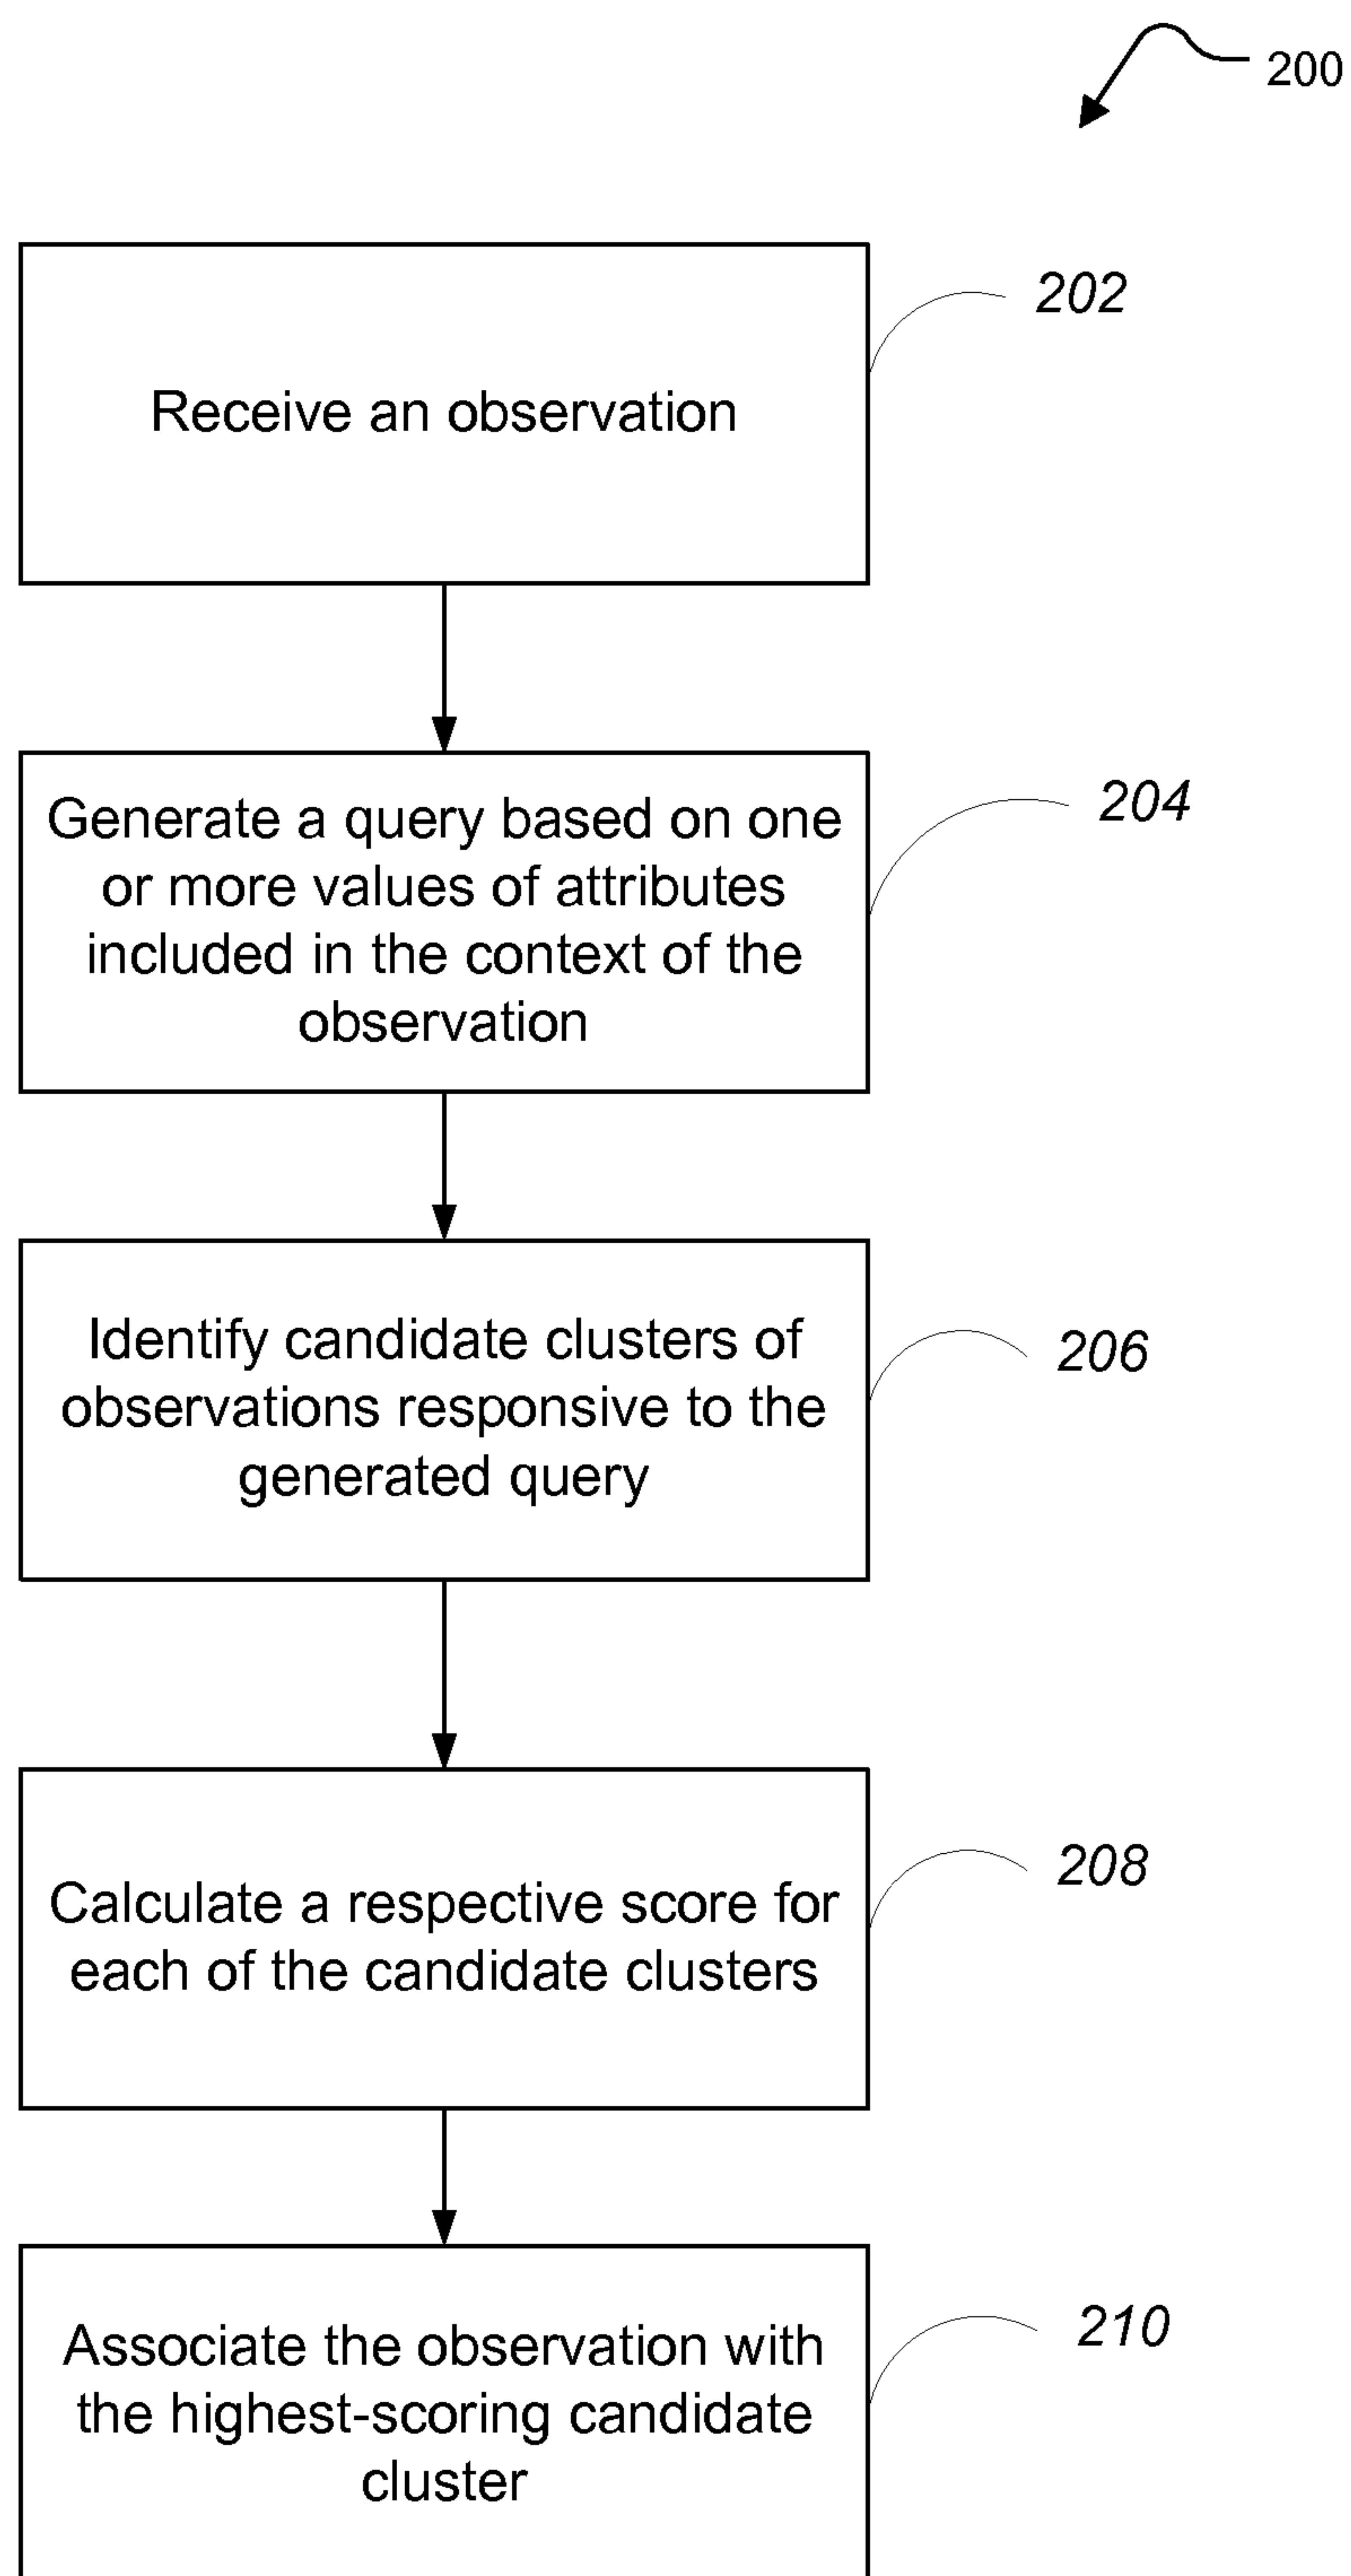 200
202
Receive an observation
204
Generate a query based on one
or more values of attributes
included in the context of the
observation
206
Identify candidate clusters of
observations responsive to the
generated query
208
Calculate a respective score for
each of the candidate clusters
210
Associate the observation with
the highest-scoring candidate
cluster